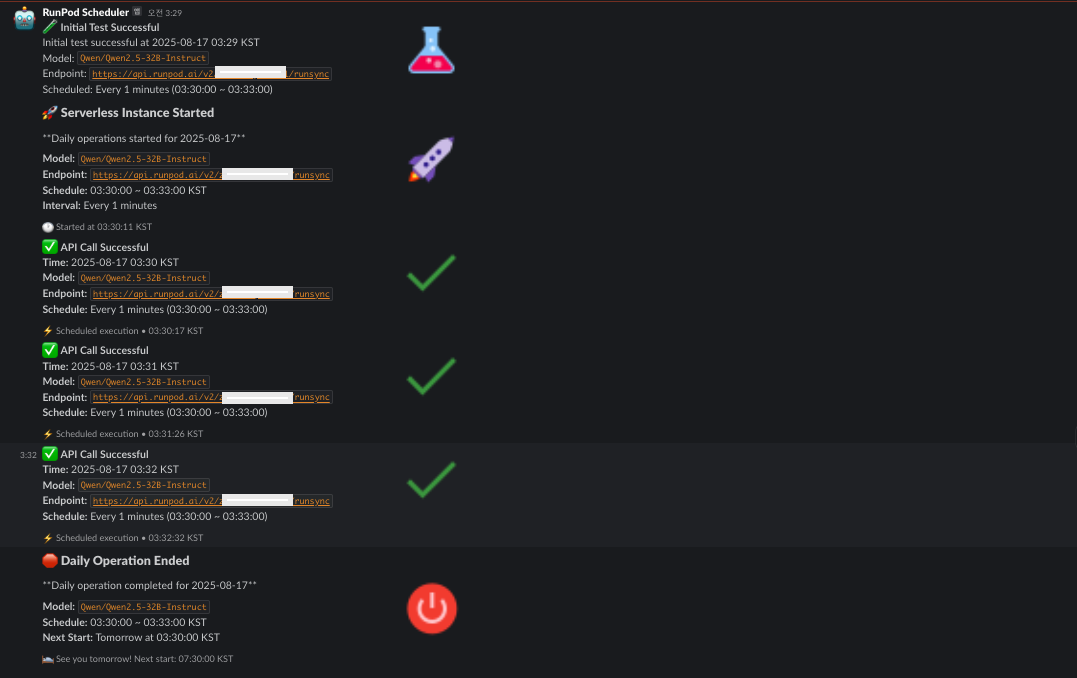 RunPod Scheduler 앱 오전 3:29
Initial Test Successful
Initial test successful at 2025-08-17 03:29 KST
Model: Qwen/Qwen2.5-32B-Instruct
Endpoint: https://api.runpod.ai/v2/ /runsync
Scheduled: Every 1 minutes (03:30:00 ~ 03:33:00)
Serverless Instance Started
**Daily operations started for 2025-08-17**
Model: Qwen/Qwen2.5-32B-Instruct
Endpoint: https://api.runpod.ai/v2/z runsync
Schedule: 03:30:00 ~ 03:33:00 KST
Interval: Every 1 minutes
Started at 03:30:11 KST
API Call Successful
Time: 2025-08-17 03:30 KST
Model: Qwen/Qwen2.5-32B-Instruct
Endpoint: https://api.runpod.ai/v2/z runsync
Schedule: Every 1 minutes (03:30:00 ~ 03:33:00)
Scheduled execution • 03:30:17 KST
API Call Successful
Time: 2025-08-17 03:31 KST
Model: Qwen/Qwen2.5-32B-Instruct
Endpoint: https://api.runpod.ai/v2/z runsync
Schedule: Every 1 minutes (03:30:00 ~ 03:33:00)
Scheduled execution • 03:31:26 KST
3:32 API Call Successful
Time: 2025-08-17 03:32 KST
Model: Qwen/Qwen2.5-32B-Instruct
Endpoint: https://api.runpod.ai/v2/z runsync
Schedule: Every 1 minutes (03:30:00 ~ 03:33:00)
Scheduled execution • 03:32:32 KST
Daily Operation Ended
**Daily operation completed for 2025-08-17**
Model: Qwen/Qwen2.5-32B-Instruct
Schedule: 03:30:00 ~ 03:33:00 KST
Next Start: Tomorrow at 03:30:00 KST
See you tomorrow! Next start: 07:30:00 KST